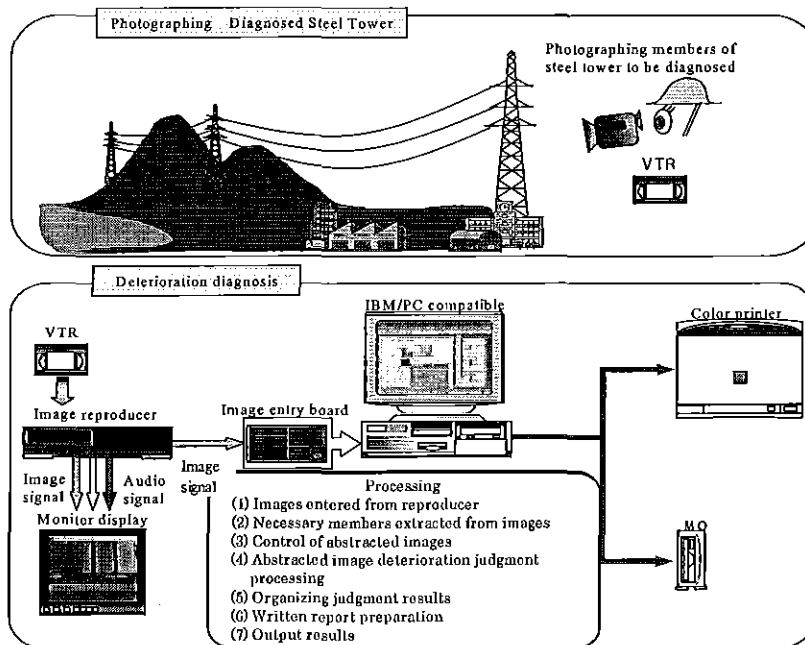 Photographing Diagnosed Steel Tower
Photographing members of
steel tower to be diagnosed
VTR
Deterioration diagnosis
VTR
Image reproducer
Image
signal
Audio
signal
Monitor display
Image
signal
Image entry board
IBM/PC compatible
Color printer
MO
Processing
(1) Images entered from reproducer
(2) Necessary members extracted from images
(3) Control of abstracted images
(4) Abstracted image deterioration judgment
processing
(5) Organizing judgment results
(6) Written report preparation
(7) Output results